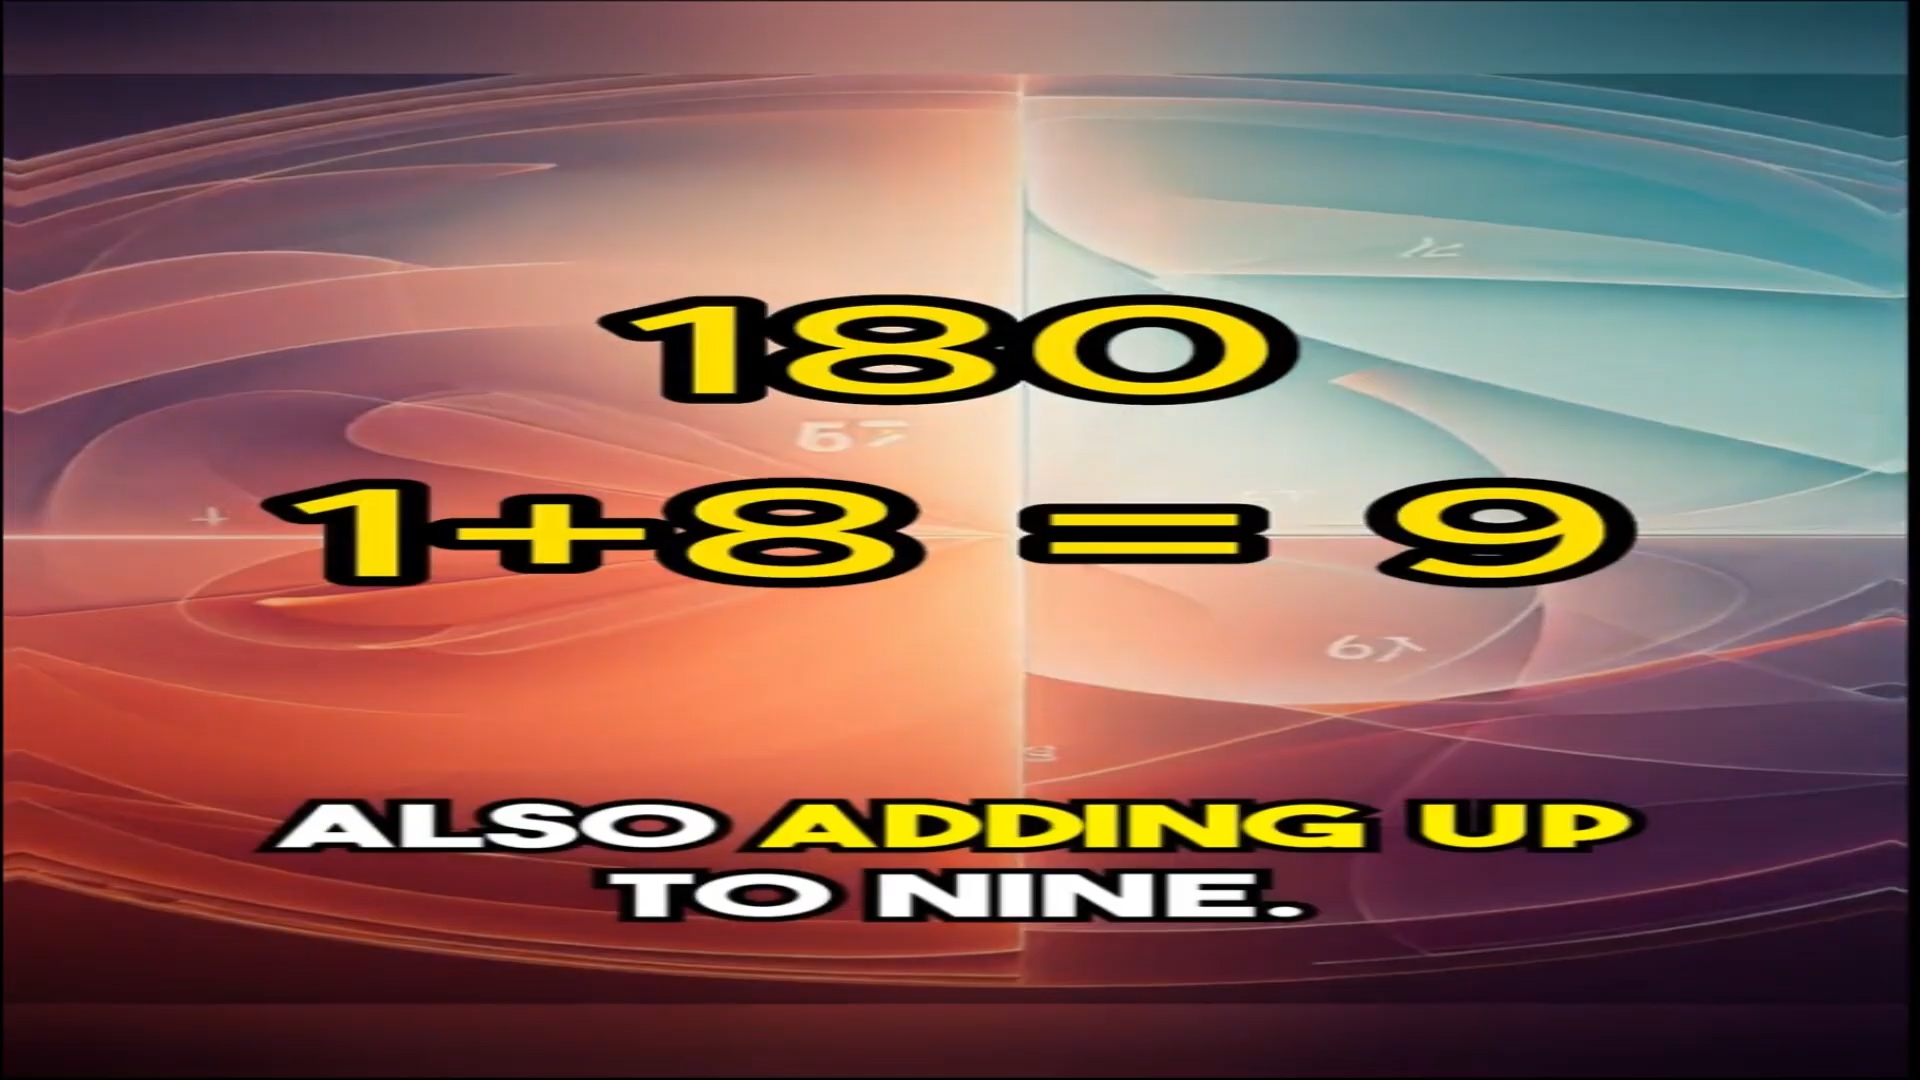 180
1+8 = 9
ALSO ADDING UP
TO NINE.